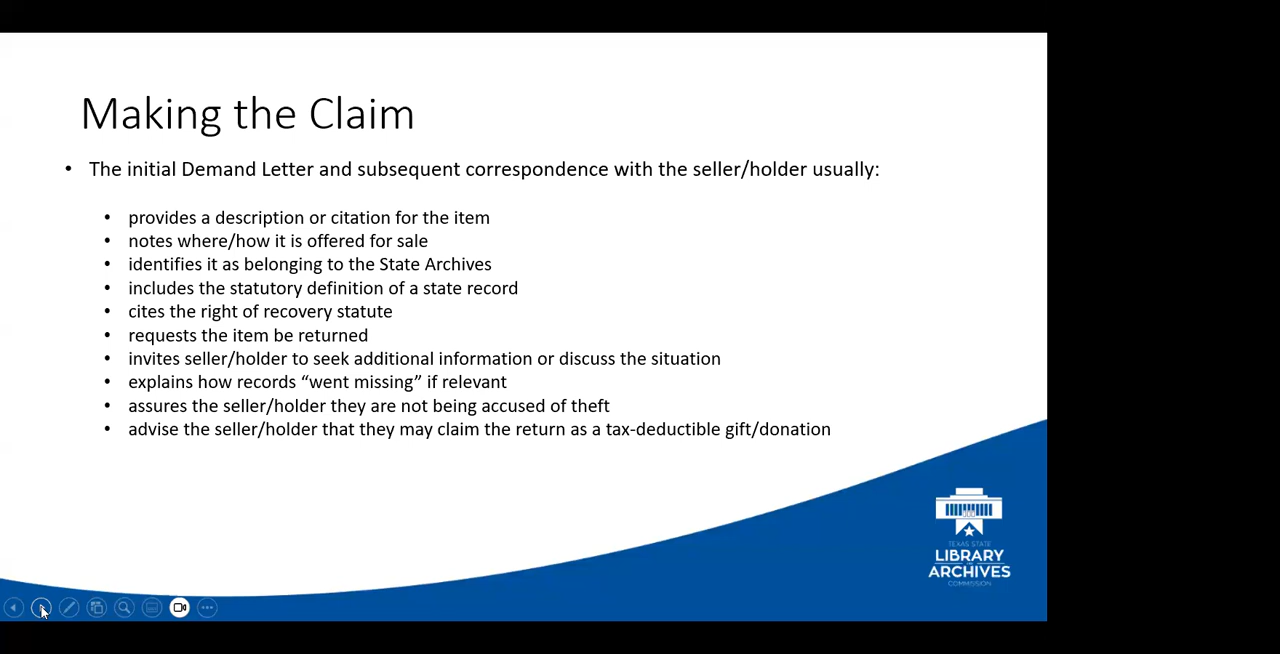 Making the Claim
• The initial Demand Letter and subsequent correspondence with the seller/holder usually:
• provides a description or citation for the item
• notes where/how it is offered for sale
• identifies it as belonging to the State Archives
• includes the statutory definition of a state record
• cites the right of recovery statute
• requests the item be returned
• invites seller/holder to seek additional information or discuss the situation
• explains how records “went missing” if relevant
• assures the seller/holder they are not being accused of theft
• advise the seller/holder that they may claim the return as a tax-deductible gift/donation
TEXAS STATE
LIBRARY
ARCHIVES
COMMISSION